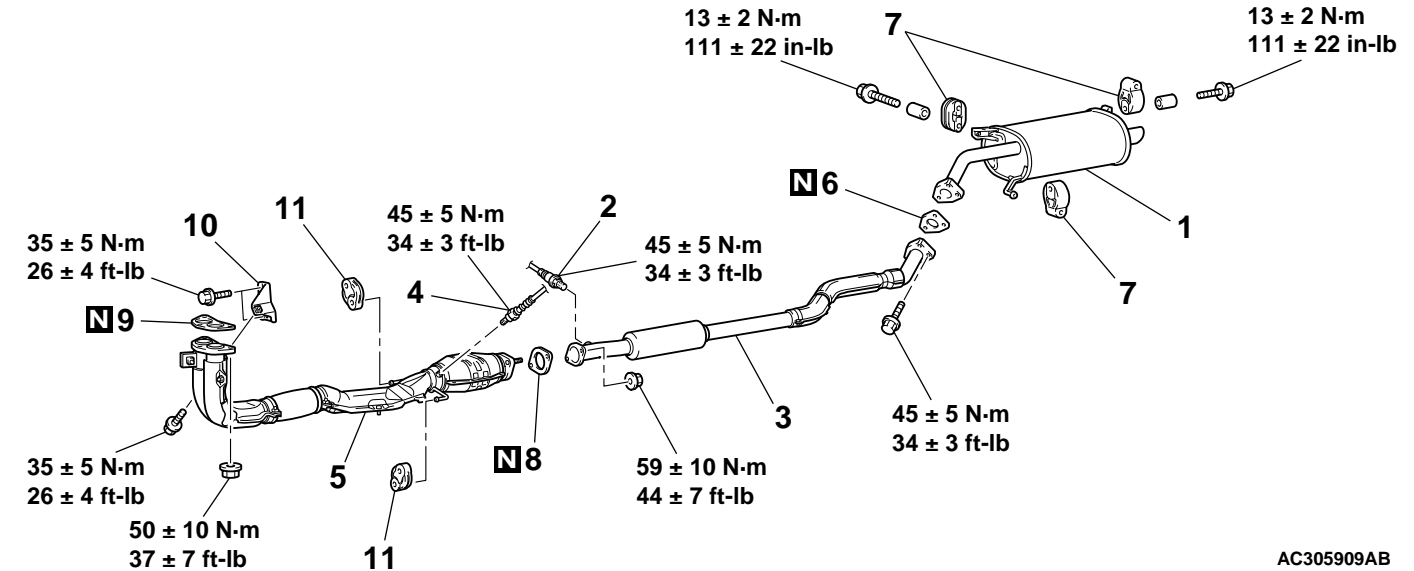 13 ± 2 N·m
111 ± 22 in-lb
7
13 ± 2 N·m
111 ± 22 in-lb
N 6
1
7
10
11
45 ± 5 N·m
34 ± 3 ft-lb
2
35 ± 5 N·m
26 ± 4 ft-lb
45 ± 5 N·m
34 ± 3 ft-lb
4
N 9
3
45 ± 5 N·m
34 ± 3 ft-lb
35 ± 5 N·m
26 ± 4 ft-lb
5
N 8
59 ± 10 N·m
44 ± 7 ft-lb
50 ± 10 N·m
37 ± 7 ft-lb
11
AC305909AB